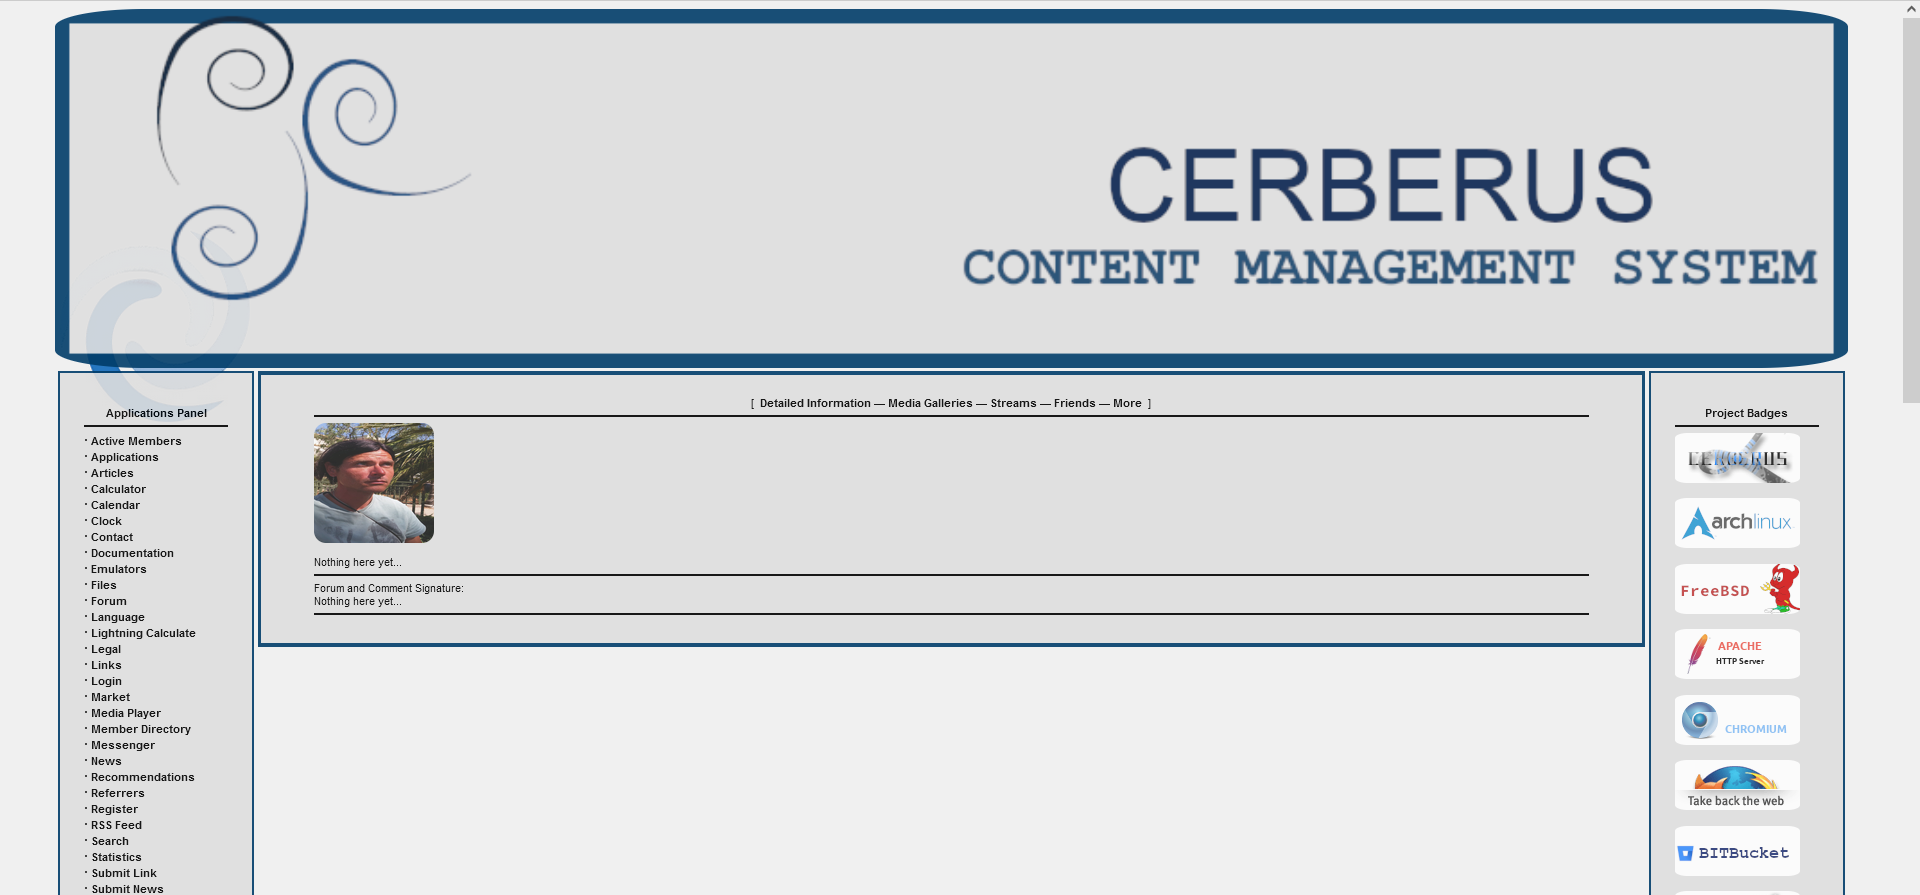 CERBERUS
CONTENT MANAGEMENT SYSTEM
Applications Panel
· Active Members
· Applications
· Articles
· Calculator
· Calendar
· Clock
· Contact
· Documentation
· Emulators
· Files
· Forum
· Language
· Lightning Calculate
· Legal
· Links
· Login
· Market
· Media Player
· Member Directory
· Messenger
· News
· Recommendations
· Referrers
· Register
· RSS Feed
· Search
· Statistics
· Submit Link
· Submit News
[ Detailed Information — Media Galleries — Streams — Friends — More ]
Nothing here yet...
Forum and Comment Signature:
Nothing here yet...
Project Badges
CERBERUS
archlinux
FreeBSD
APACHE
HTTP Server
CHROMIUM
Take back the web
BITBucket